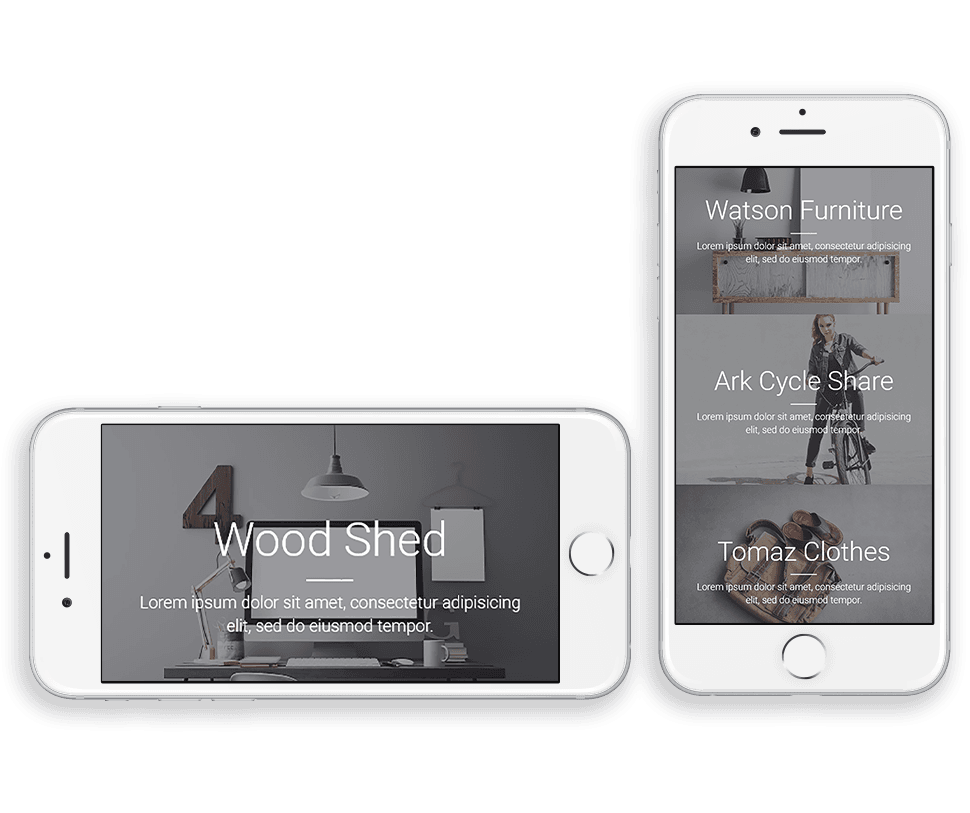 Wood Shed
Lorem ipsum dolor sit amet, consectetur adipisicing
elit, sed do eiusmod tempor.
4
Watson Furniture
Lorem ipsum dolor sit amet, consectetur adipisicing
elit, sed do eiusmod tempor.
Ark Cycle Share
Lorem ipsum dolor sit amet, consectetur adipisicing
elit, sed do eiusmod tempor.
Tomaz Clothes
Lorem ipsum dolor sit amet, consectetur adipisicing
elit, sed do eiusmod tempor.